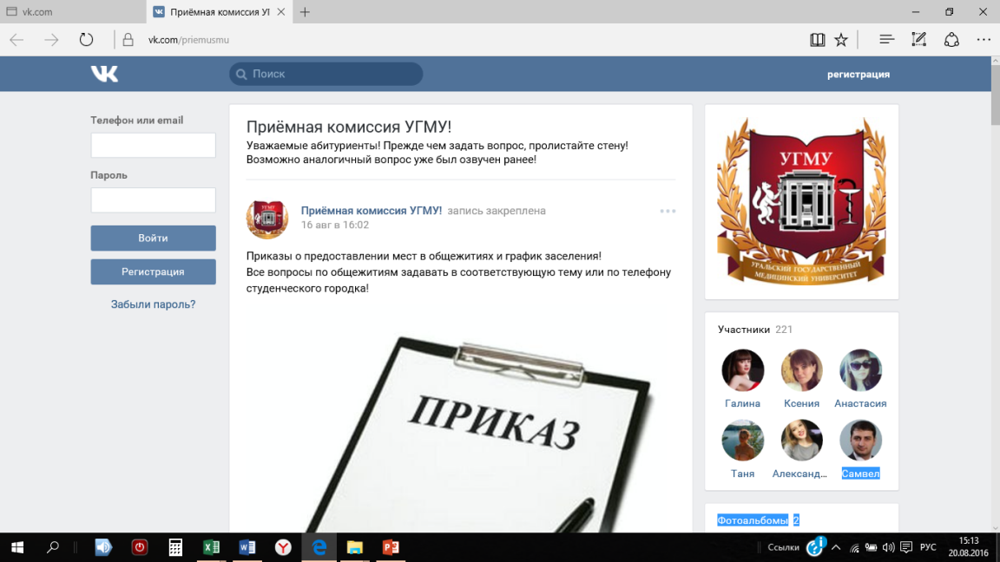 vk.com
Приёмная комиссия УГ
vk.com/priemusmu
Поиск
регистрация
Телефон или email
Пароль
Войти
Регистрация
Забыли пароль?
Приёмная комиссия УГМУ!
Уважаемые абитуриенты! Прежде чем задать вопрос, пролистайте стену!
Возможно аналогичный вопрос уже был озвучен ранее!
Приёмная комиссия УГМУ! запись закреплена
16 авг в 16:02
Приказы о предоставлении мест в общежитиях и график заселения!
Все вопросы по общежитиям задавать в соответствующую тему или по телефону
студенческого городка!
ПРИКАЗ
УГМУ
УРАЛЬСКИЙ ГОСУДАРСТВЕННЫЙ
МЕДИЦИНСКИЙ УНИВЕРСИТЕТ
Участники 221
Галина Ксения Анастасия
Таня Александ... Самвел
Фотоальбомы 2
Ссылки
РУС
15:13
20.08.2016